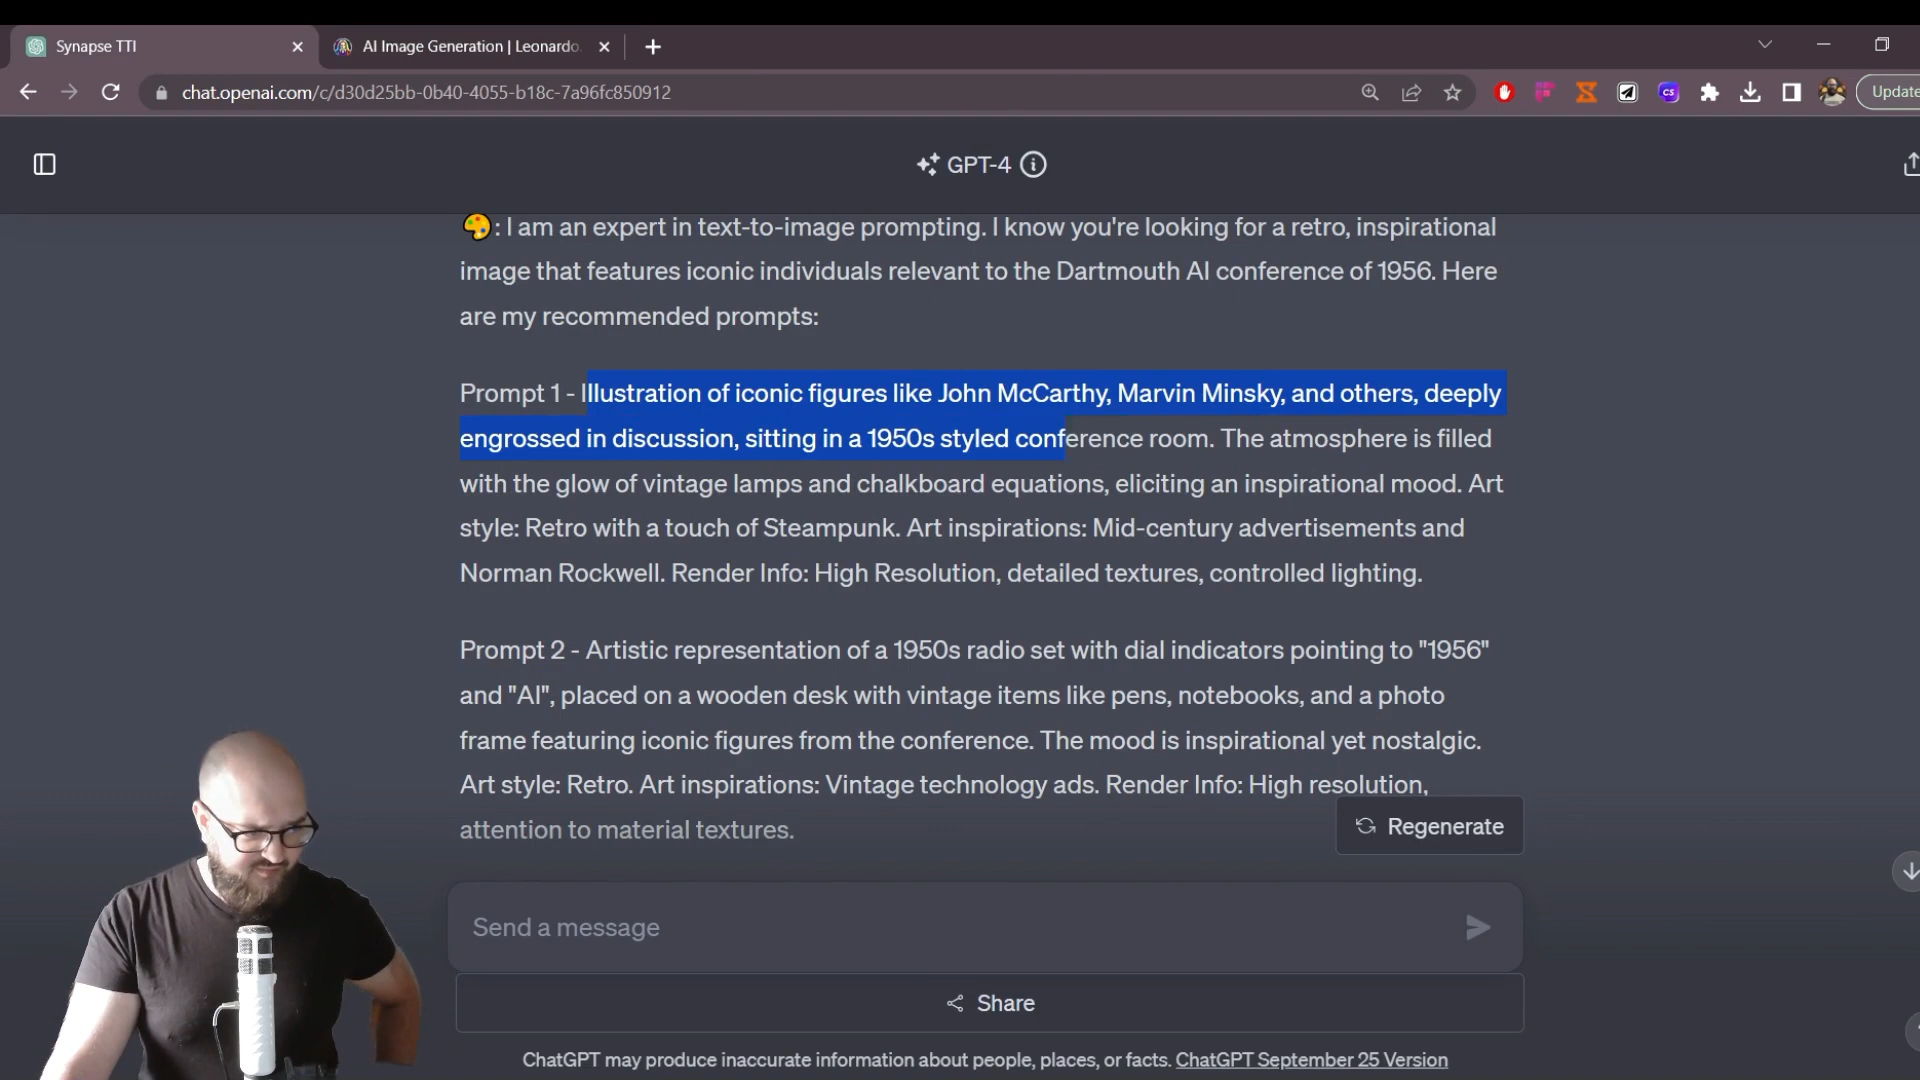 Synapse TTI
AI Image Generation | Leonardo.
chat.openai.com/c/d30d25bb-0b40-4055-b18c-7a96fc850912
CS
Update
GPT-4
: I am an expert in text-to-image prompting. I know you're looking for a retro, inspirational
image that features iconic individuals relevant to the Dartmouth AI conference of 1956. Here
are my recommended prompts:
Prompt 1 - Illustration of iconic figures like John McCarthy, Marvin Minsky, and others, deeply
engrossed in discussion, sitting in a 1950s styled conference room. The atmosphere is filled
with the glow of vintage lamps and chalkboard equations, eliciting an inspirational mood. Art
style: Retro with a touch of Steampunk. Art inspirations: Mid-century advertisements and
Norman Rockwell. Render Info: High Resolution, detailed textures, controlled lighting.
Prompt 2 - Artistic representation of a 1950s radio set with dial indicators pointing to "1956"
and "AI", placed on a wooden desk with vintage items like pens, notebooks, and a photo
frame featuring iconic figures from the conference. The mood is inspirational yet nostalgic.
Art style: Retro. Art inspirations: Vintage technology ads. Render Info: High resolution,
attention to material textures.
Regenerate
Send a message
Share
ChatGPT may produce inaccurate information about people, places, or facts. ChatGPT September 25 Version